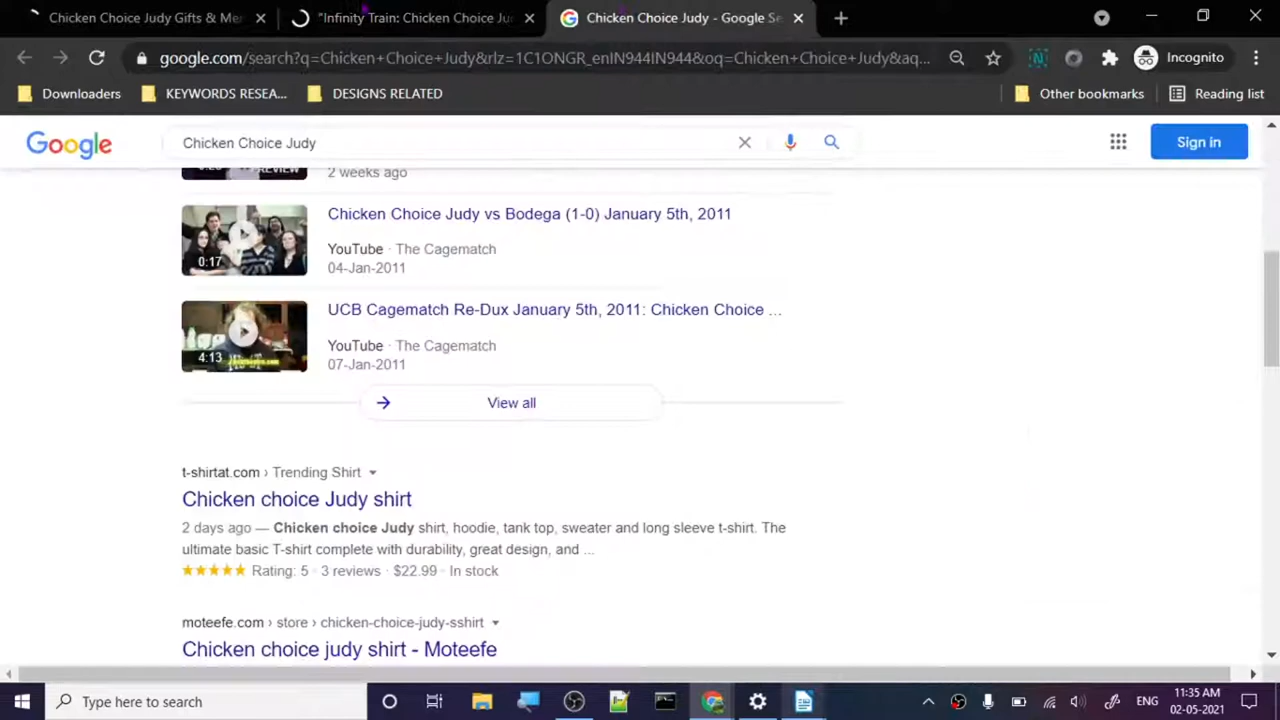 Chicken Choice Judy Gifts & Me
"Infinity Train: Chicken Choice Ju
Chicken Choice Judy - Google Se
google.com/search?q=Chicken+Choice+Judy&rlz=1C1ONGR_enIN944IN944&oq=Chicken+Choice+Judy&aq...
Incognito
Downloaders
KEYWORDS RESEA...
DESIGNS RELATED
Other bookmarks
Reading list
Google
Chicken Choice Judy
Sign in
REVIEW
2 weeks ago
Chicken Choice Judy vs Bodega (1-0) January 5th, 2011
YouTube · The Cagematch
0:17
04-Jan-2011
UCB Cagematch Re-Dux January 5th, 2011: Chicken Choice ...
YouTube · The Cagematch
4:13
07-Jan-2011
View all
t-shirtat.com › Trending Shirt
Chicken choice Judy shirt
2 days ago — Chicken choice Judy shirt, hoodie, tank top, sweater and long sleeve t-shirt. The
ultimate basic T-shirt complete with durability, great design, and ...
Rating: 5 · 3 reviews · $22.99 · In stock
moteefe.com › store › chicken-choice-judy-sshirt
Chicken choice judy shirt - Moteefe
Type here to search
ENG
11:35 AM
02-05-2021